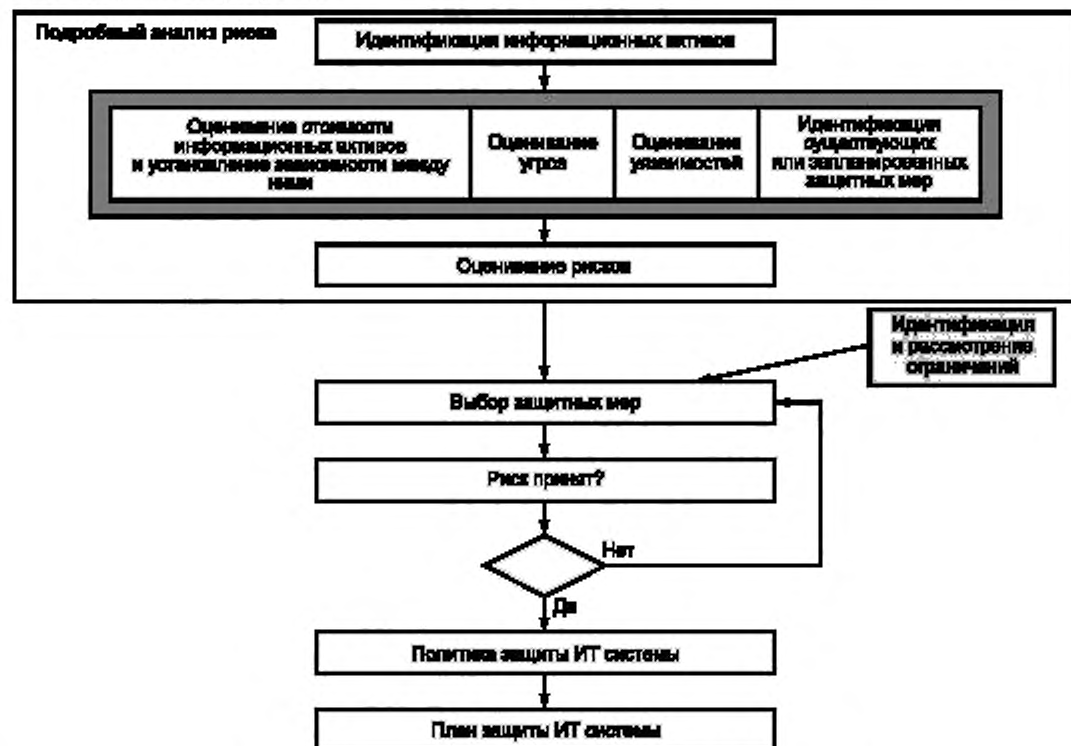 Подробный анализ риска
Идентификация информационных активов
Оценивание стоимости
информационных активов
и установление зависимости между
ними
Оценивание
угроз
Оценивание
уязвимостей
Идентификация
существующих
или запланированных
защитных мер
Оценивание рисков
Идентификация
и рассмотрение
ограничений
Выбор защитных мер
Риск принят?
Нет
Да
Политика защиты ИТ системы
План защиты ИТ системы